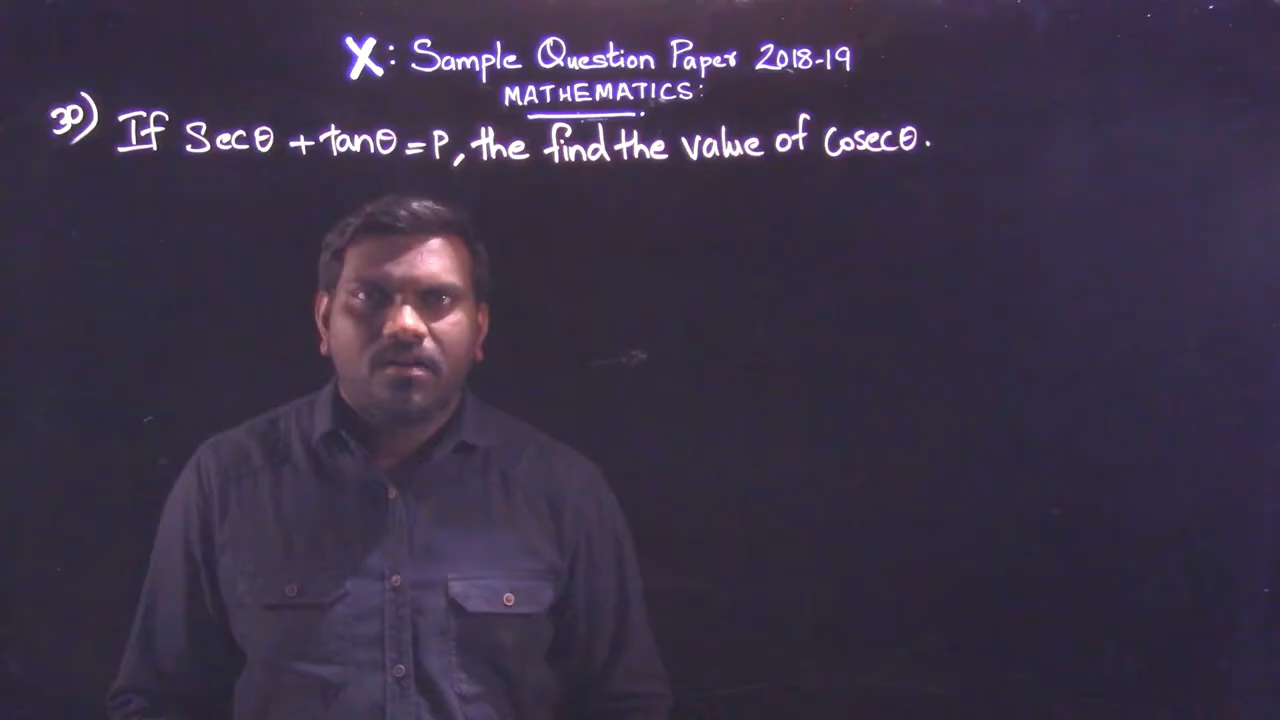 X: Sample Question Paper 2018-19
MATHEMATICS:
30) If Secθ + tanθ = P, the find the value of Cosecθ.